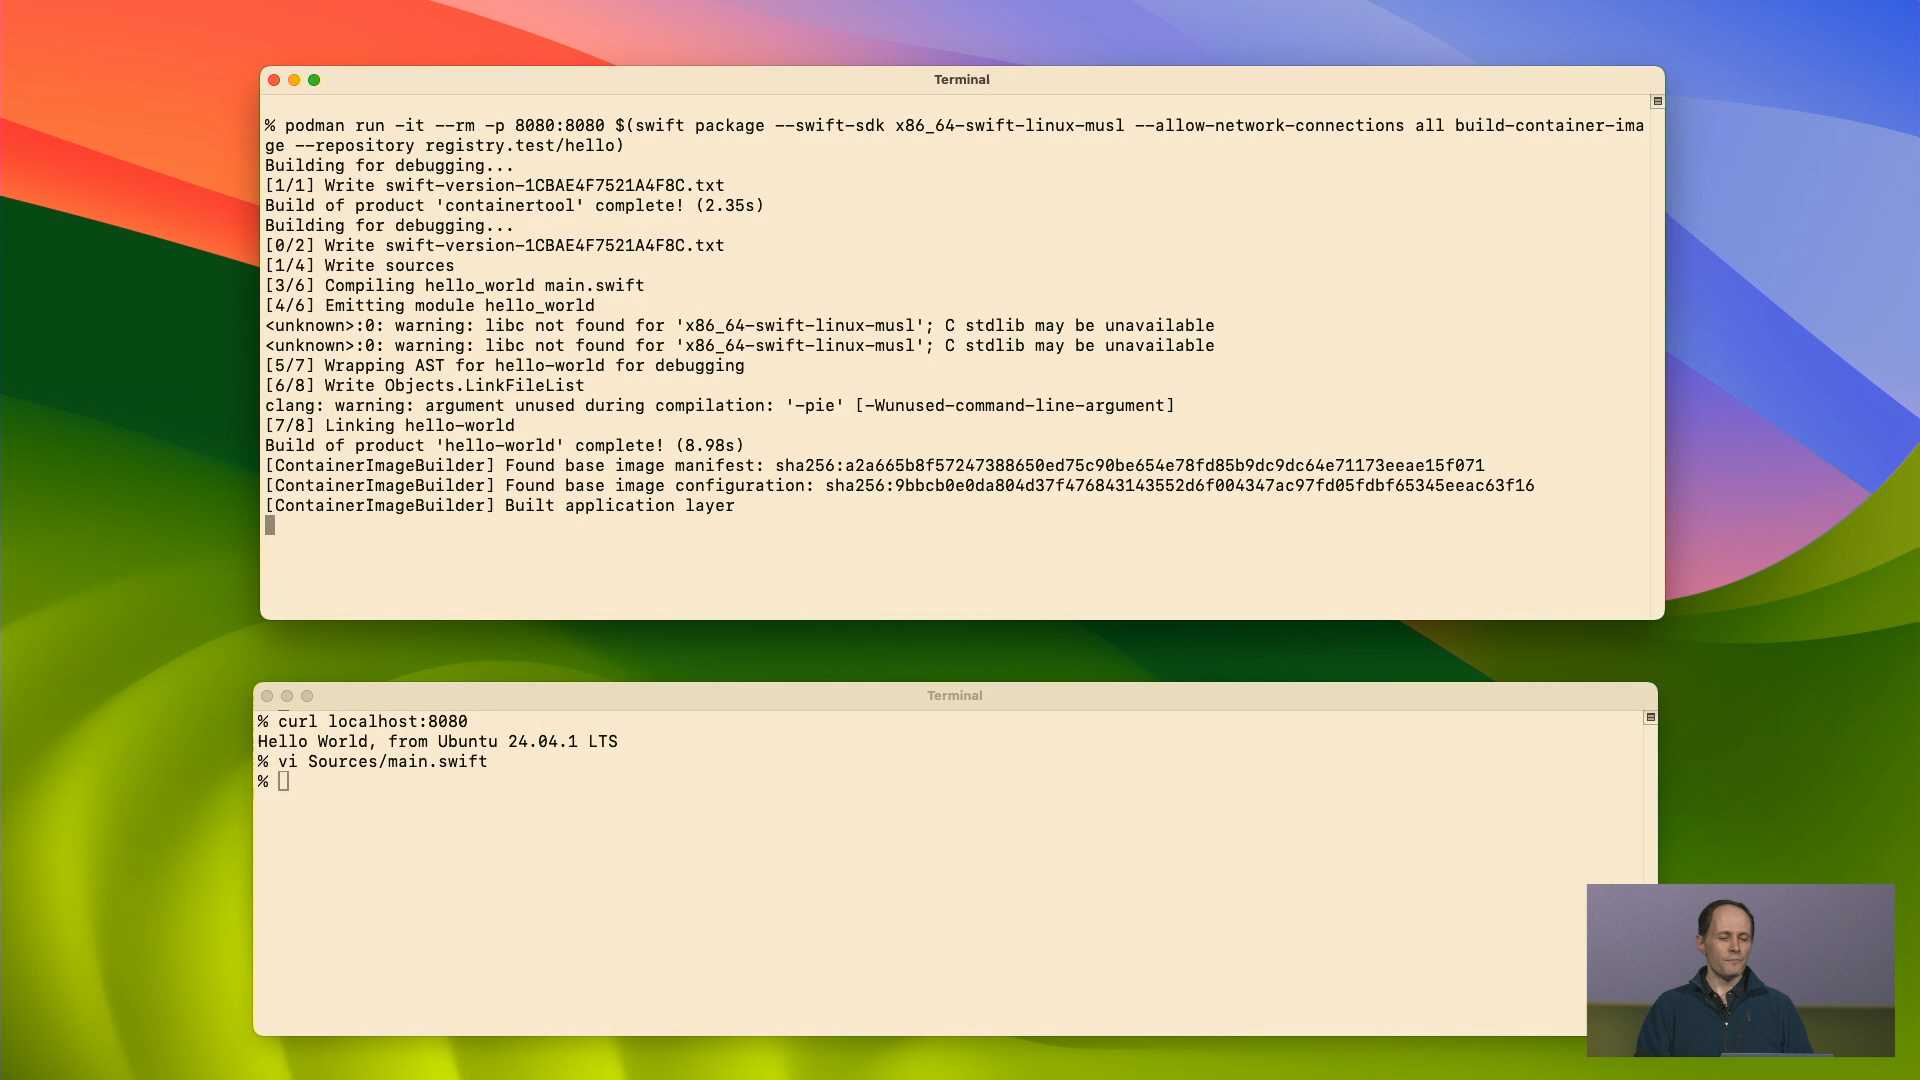 Terminal
% podman run -it --rm -p 8080:8080 $(swift package --swift-sdk x86_64-swift-linux-musl --allow-network-connections all build-container-ima
ge --repository registry.test/hello)
Building for debugging...
[1/1] Write swift-version-1CBAE4F7521A4F8C.txt
Build of product 'containertool' complete! (2.35s)
Building for debugging...
[0/2] Write swift-version-1CBAE4F7521A4F8C.txt
[1/4] Write sources
[3/6] Compiling hello_world main.swift
[4/6] Emitting module hello_world
<unknown>:0: warning: libc not found for 'x86_64-swift-linux-musl'; C stdlib may be unavailable
<unknown>:0: warning: libc not found for 'x86_64-swift-linux-musl'; C stdlib may be unavailable
[5/7] Wrapping AST for hello-world for debugging
[6/8] Write Objects.LinkFileList
clang: warning: argument unused during compilation: '-pie' [-Wunused-command-line-argument]
[7/8] Linking hello-world
Build of product 'hello-world' complete! (8.98s)
[ContainerImageBuilder] Found base image manifest: sha256:a2a665b8f57247388650ed75c90be654e78fd85b9dc9dc64e71173eeae15f071
[ContainerImageBuilder] Found base image configuration: sha256:9bbcb0e0da804d37f476843143552d6f004347ac97fd05fdbf65345eeac63f16
[ContainerImageBuilder] Built application layer
Terminal
% curl localhost:8080
Hello World, from Ubuntu 24.04.1 LTS
% vi Sources/main.swift
%